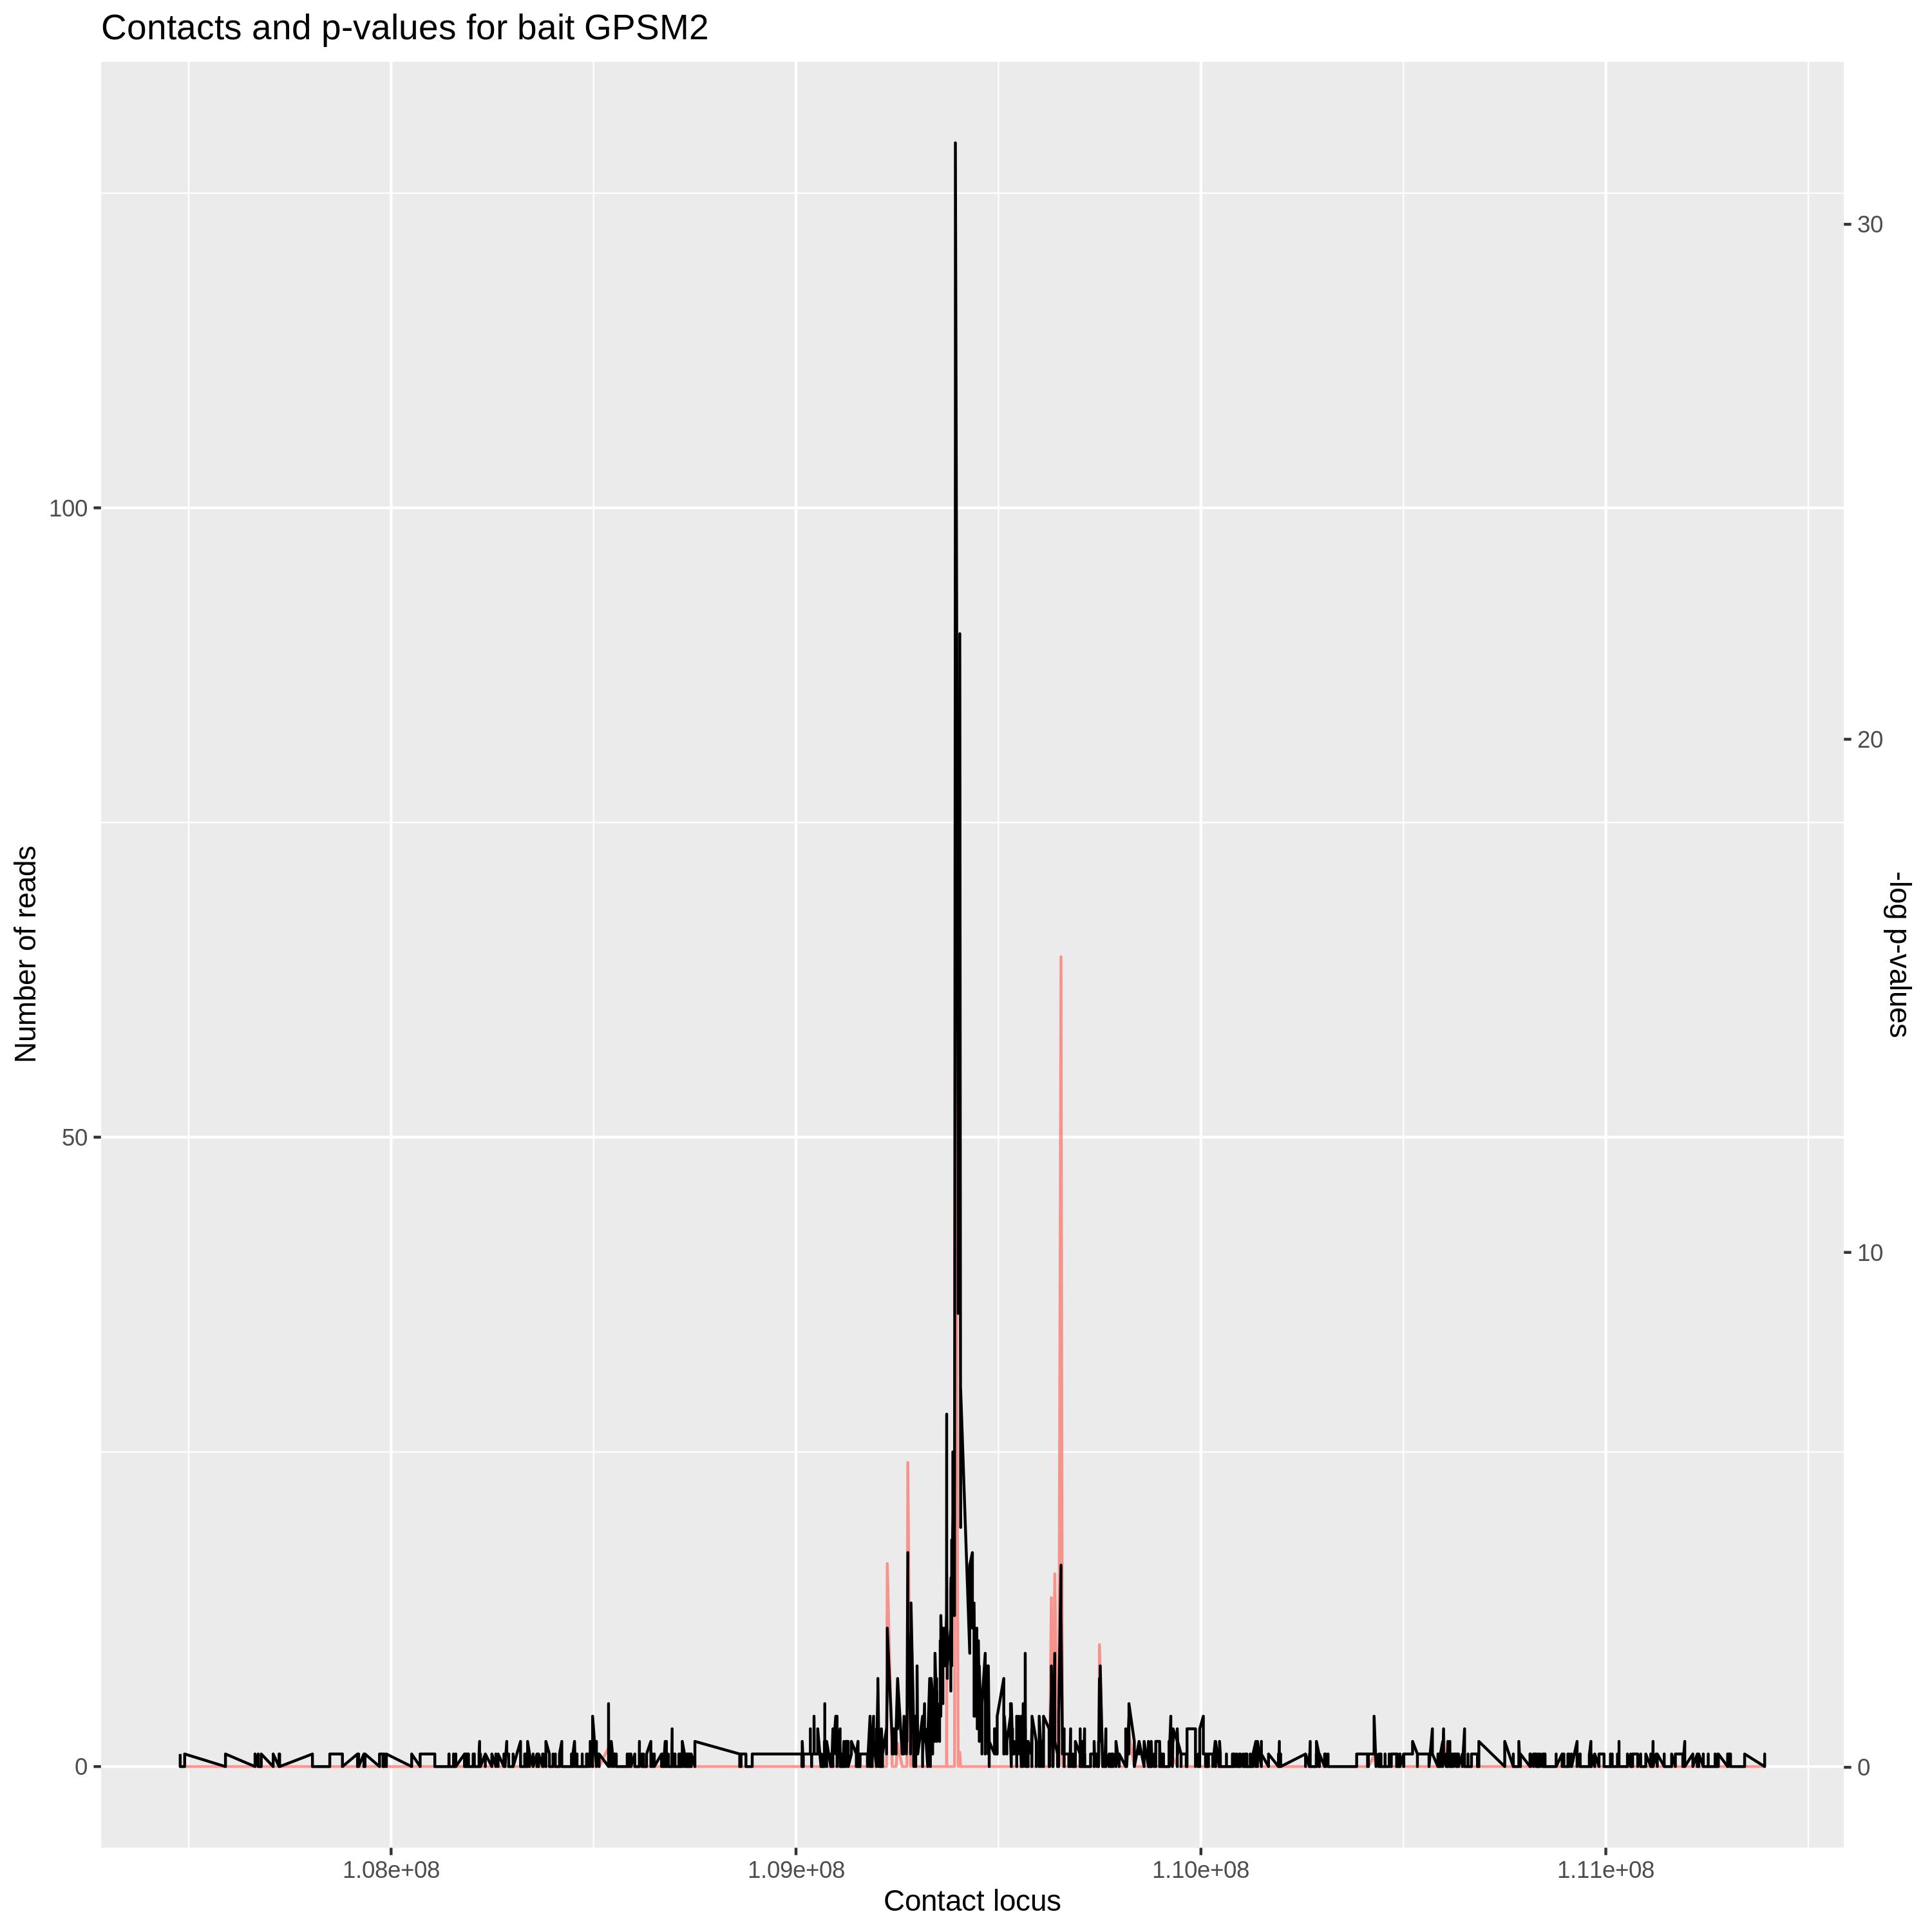 Contacts and p-values for bait GPSM2
Number of reads
100
50
0
30
20
10
0
-log p-values
1.08e+08
1.09e+08
1.10e+08
1.11e+08
Contact locus